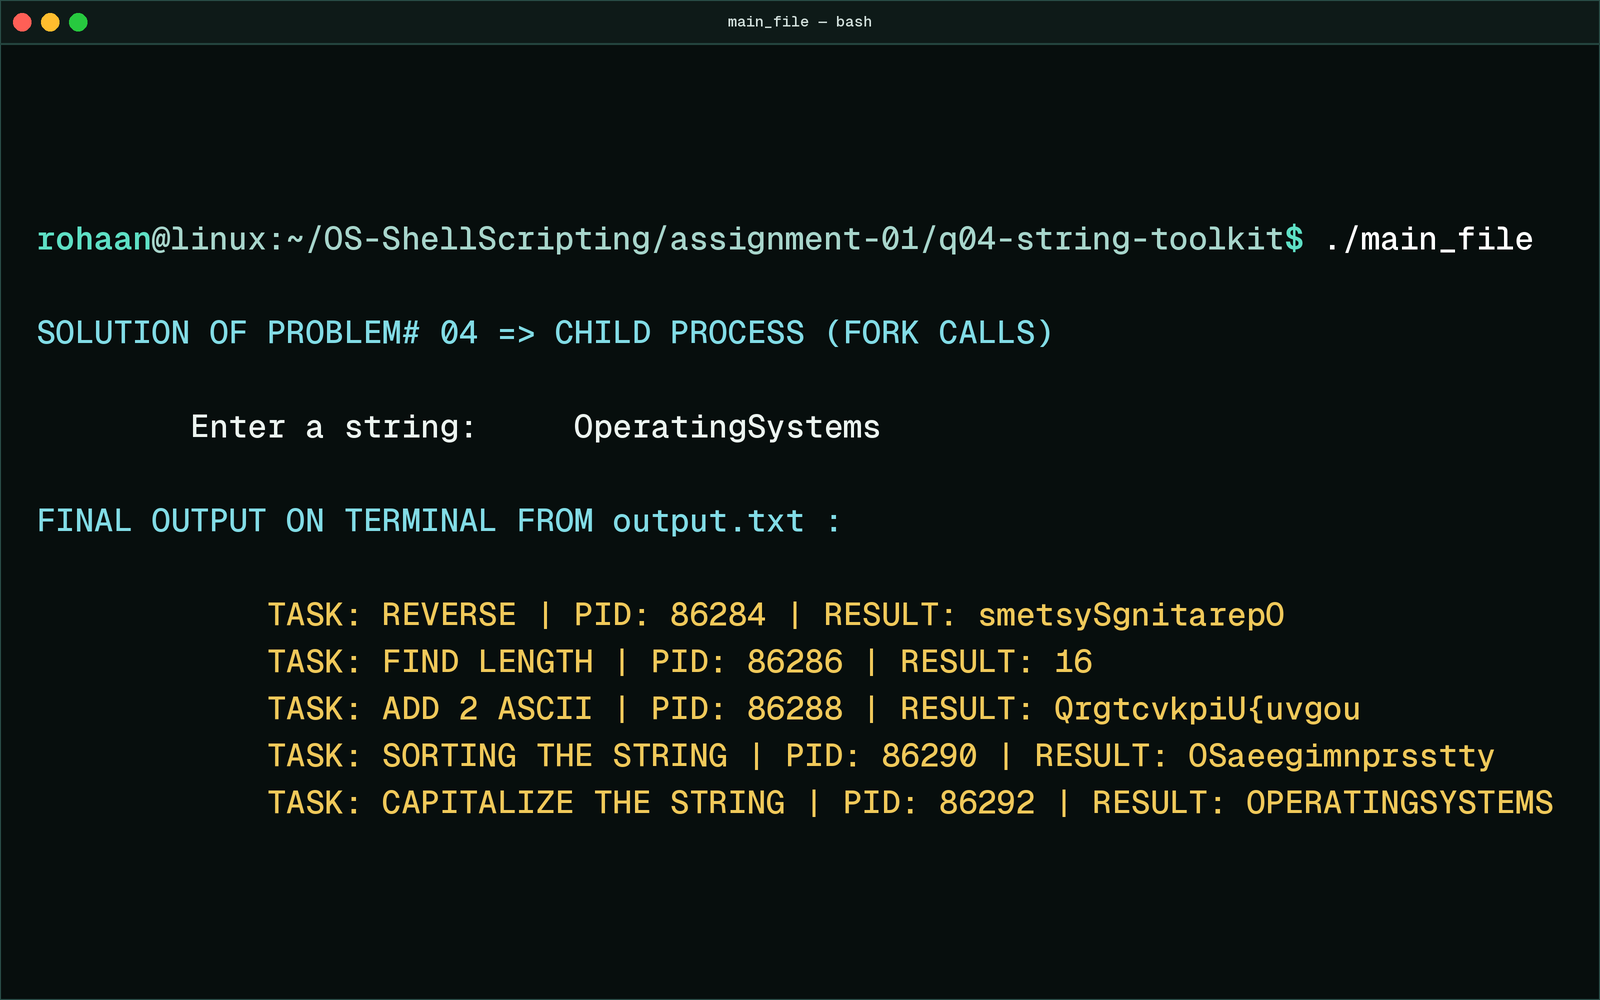 main_file — bash
rohaan@linux:~/OS-ShellScripting/assignment-01/q04-string-toolkit$ ./main_file
SOLUTION OF PROBLEM# 04 => CHILD PROCESS (FORK CALLS)
Enter a string: OperatingSystems
FINAL OUTPUT ON TERMINAL FROM output.txt :
TASK: REVERSE | PID: 86284 | RESULT: smetsySgnitarepO
TASK: FIND LENGTH | PID: 86286 | RESULT: 16
TASK: ADD 2 ASCII | PID: 86288 | RESULT: QrgtcvkpiU{uvgou
TASK: SORTING THE STRING | PID: 86290 | RESULT: OSaeegimnprsstty
TASK: CAPITALIZE THE STRING | PID: 86292 | RESULT: OPERATINGSYSTEMS